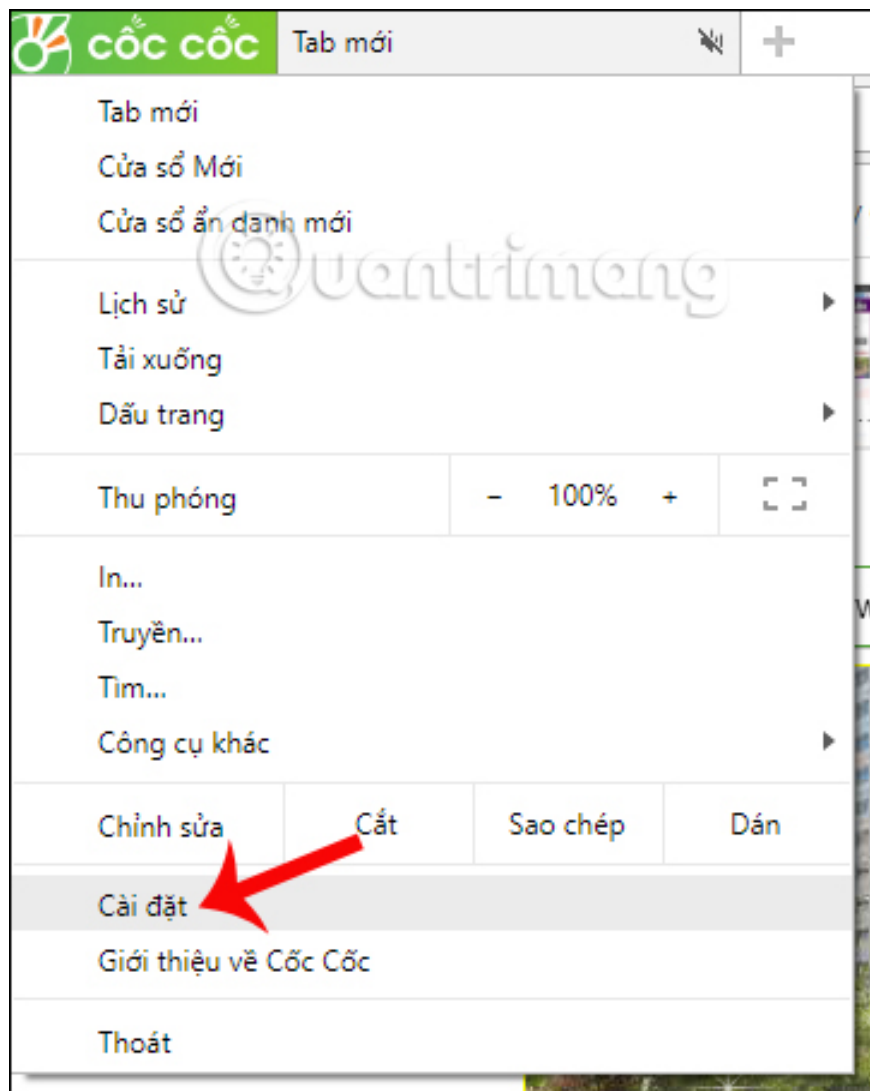 cốc cốc Tab mới
Tab mới
Cửa sổ Mới
Cửa sổ ẩn danh mới
Quantrimang
Lịch sử
Tải xuống
Dấu trang
Thu phóng - 100% +
In...
Truyền...
Tìm...
Công cụ khác
Chỉnh sửa Cắt Sao chép Dán
Cài đặt
Giới thiệu về Cốc Cốc
Thoát